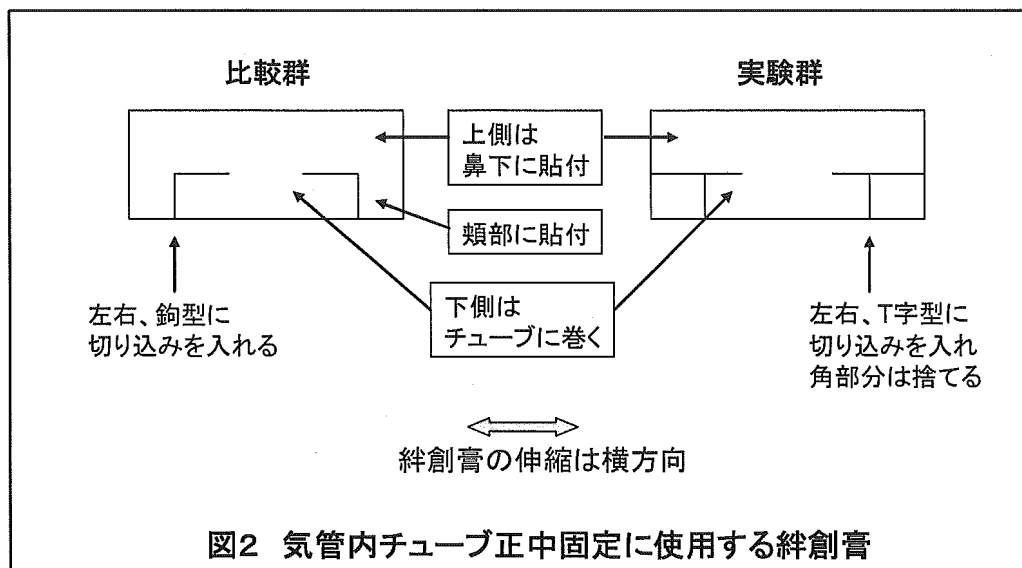 比較群
実験群
上側は
鼻下に貼付
頬部に貼付
下側は
チューブに巻く
左右、鉤型に
切り込みを入れる
左右、T字型に
切り込みを入れ
角部分は捨てる
絆創膏の伸縮は横方向
図2 気管内チューブ正中固定に使用する絆創膏